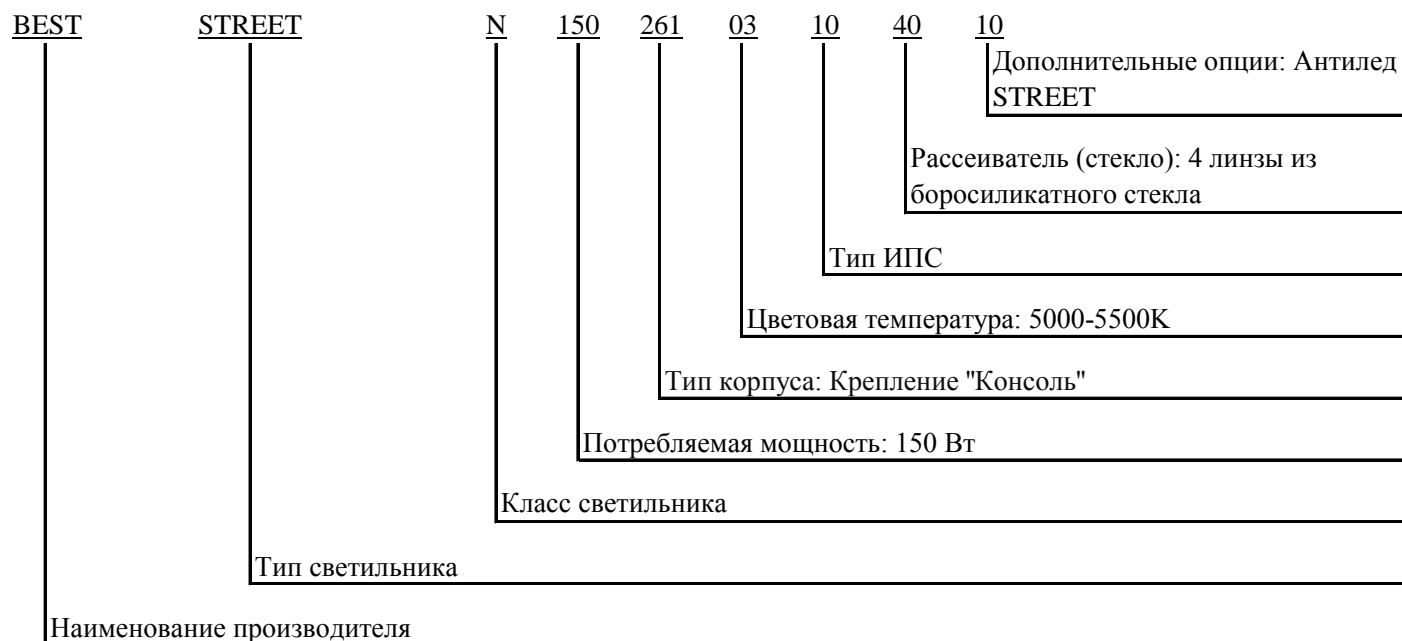 BEST STREET N 150 261 03 10 40 10
Дополнительные опции: Антилед
STREET
Рассеиватель (стекло): 4 линзы из
боросиликатного стекла
Тип ИПС
Цветовая температура: 5000-5500K
Тип корпуса: Крепление "Консоль"
Потребляемая мощность: 150 Вт
Класс светильника
Тип светильника
Наименование производителя